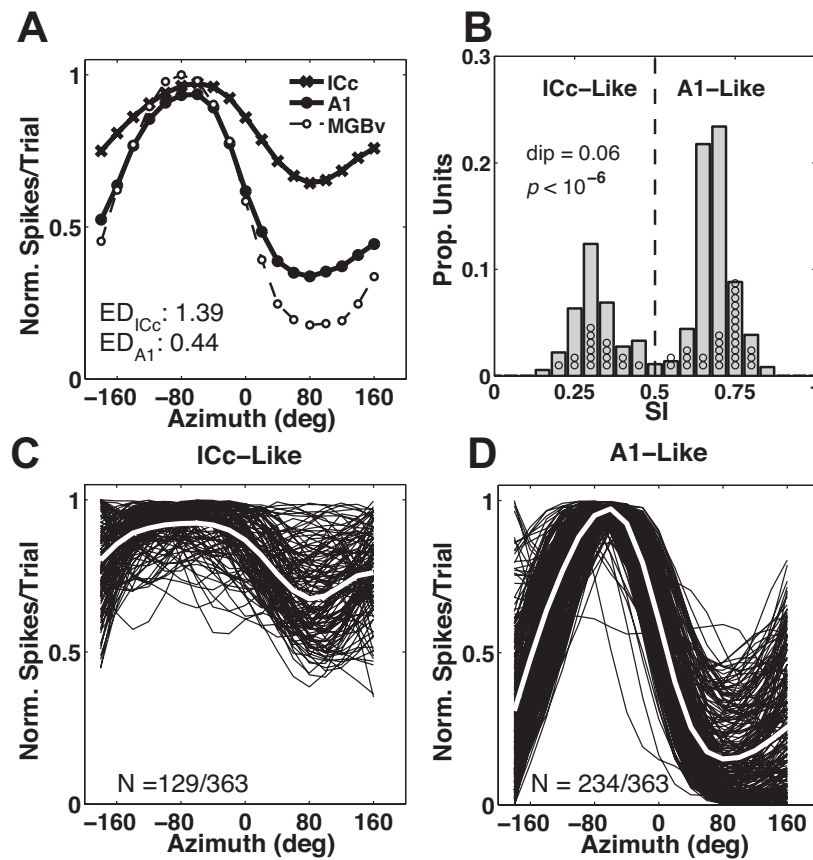 A
Norm. Spikes/Trial
1
0.5
0
ICc
A1
MGBv
ED_ICc: 1.39
ED_A1: 0.44
−160 −80 0 80 160
Azimuth (deg)
B
Prop. Units
0.3
0.2
0.1
0
ICc−Like
A1−Like
dip = 0.06
p < 10⁻⁶
0 0.25 0.5 0.75
SI
C
ICc−Like
Norm. Spikes/Trial
1
0.5
0
N =129/363
−160 −80 0 80 160
Azimuth (deg)
D
A1−Like
Norm. Spikes/Trial
1
0.5
0
N = 234/363
−160 −80 0 80 160
Azimuth (deg)